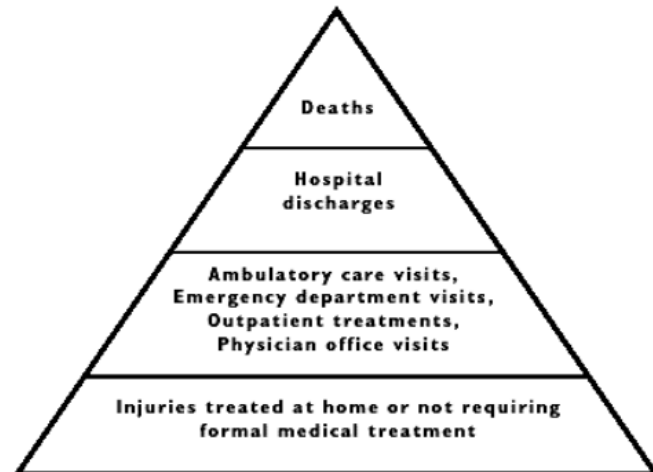 Deaths
Hospital
discharges
Ambulatory care visits,
Emergency department visits,
Outpatient treatments,
Physician office visits
Injuries treated at home or not requiring
formal medical treatment